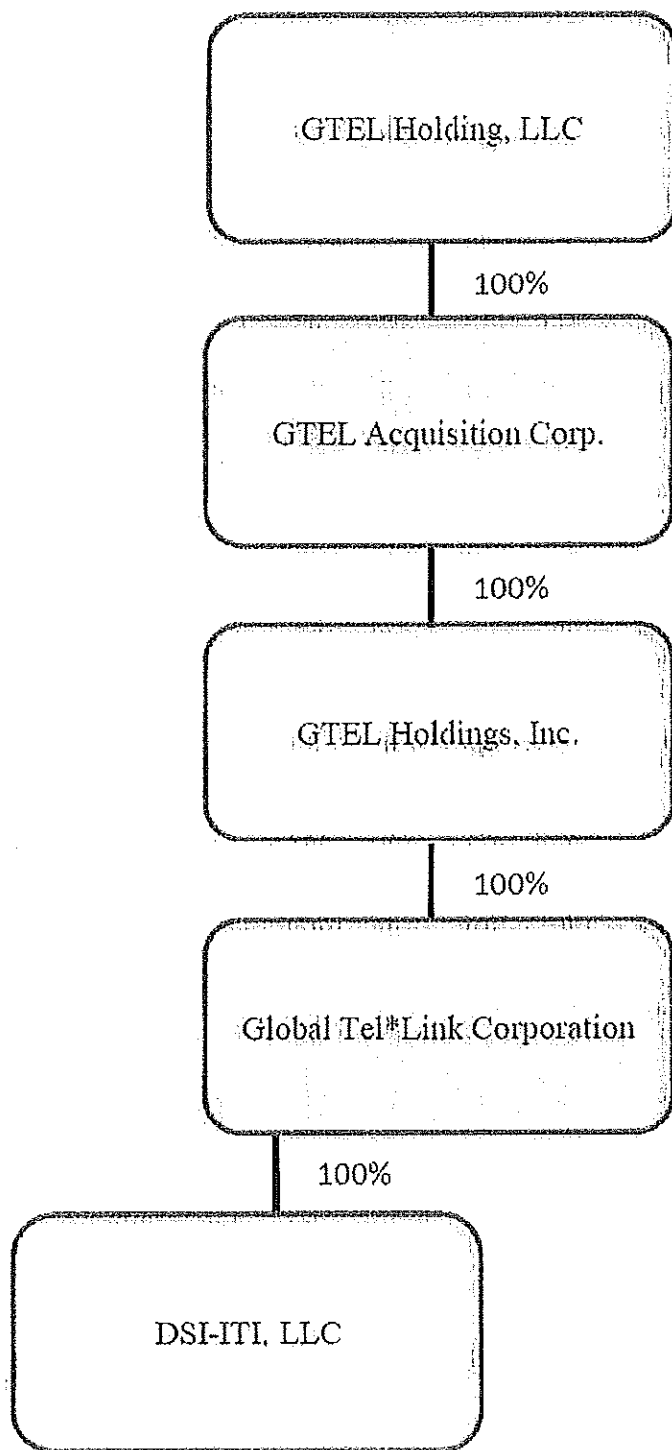 GTEL Holding, LLC
100%
GTEL Acquisition Corp.
100%
GTEL Holdings, Inc.
100%
Global Tel*Link Corporation
100%
DSI-ITI, LLC